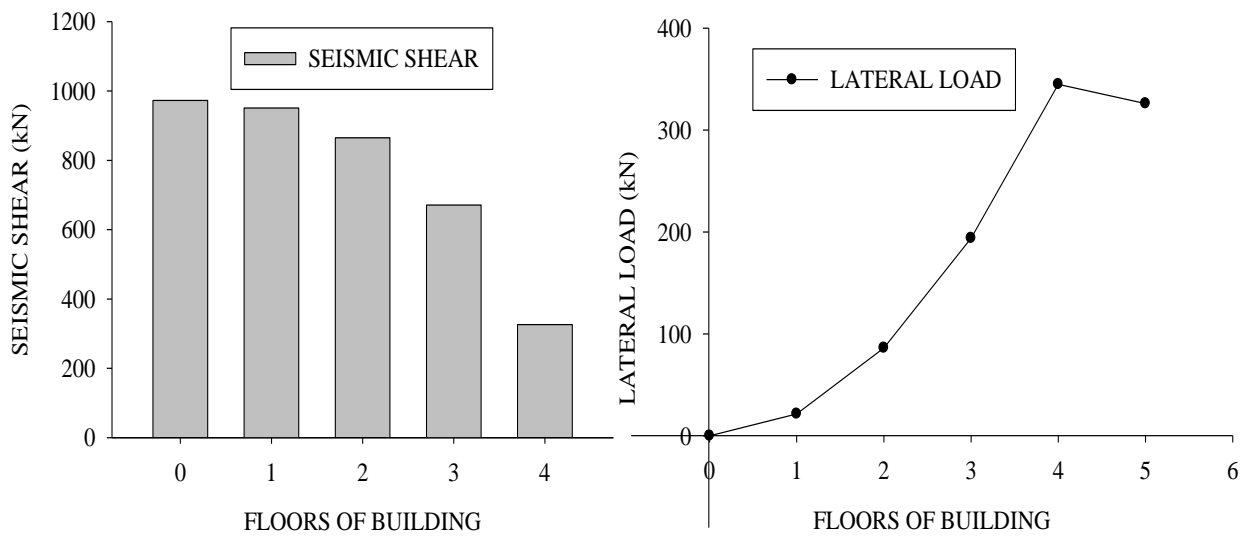 SEISMIC SHEAR (kN)
1200
1000
800
600
400
200
0
SEISMIC SHEAR
0 1 2 3 4
FLOORS OF BUILDING
LATERAL LOAD (kN)
400
300
200
100
0
LATERAL LOAD
0 1 2 3 4 5 6
FLOORS OF BUILDING